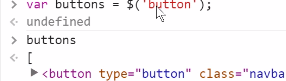 > var buttons = $('button');
< undefined
> buttons
< [
▶ <button type="button" class="navba